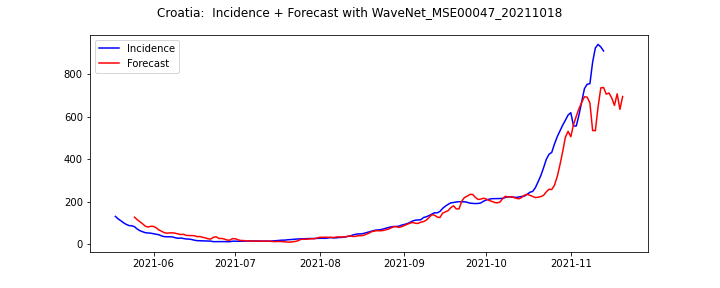 Croatia:  Incidence + Forecast with WaveNet_MSE00047_20211018
Incidence
Forecast
800
600
400
200
0
2021-06 2021-07 2021-08 2021-09 2021-10 2021-11